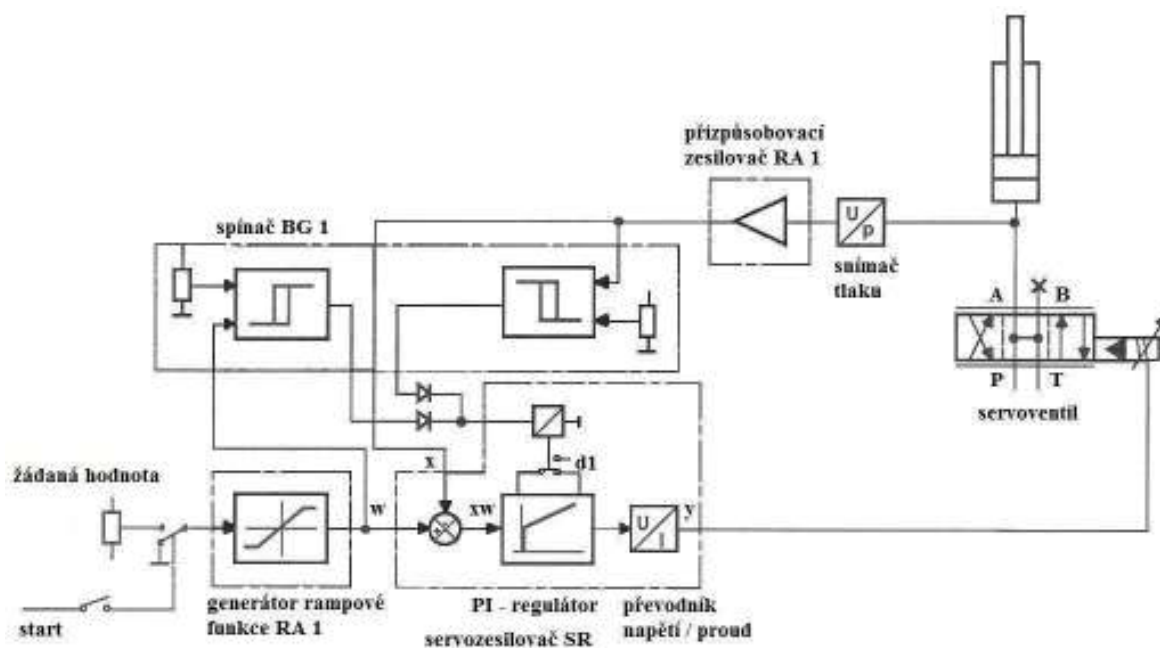 přizpůsobovací
zesilovač RA 1
spínač BG 1
U
p
snímač
tlaku
A
B
P
T
servoventil
x
d1
žádaná hodnota
w
xw
U
I
y
start
generátor rampové
funkce RA 1
PI - regulátor
servozesilovač SR
převodník
napětí / proud